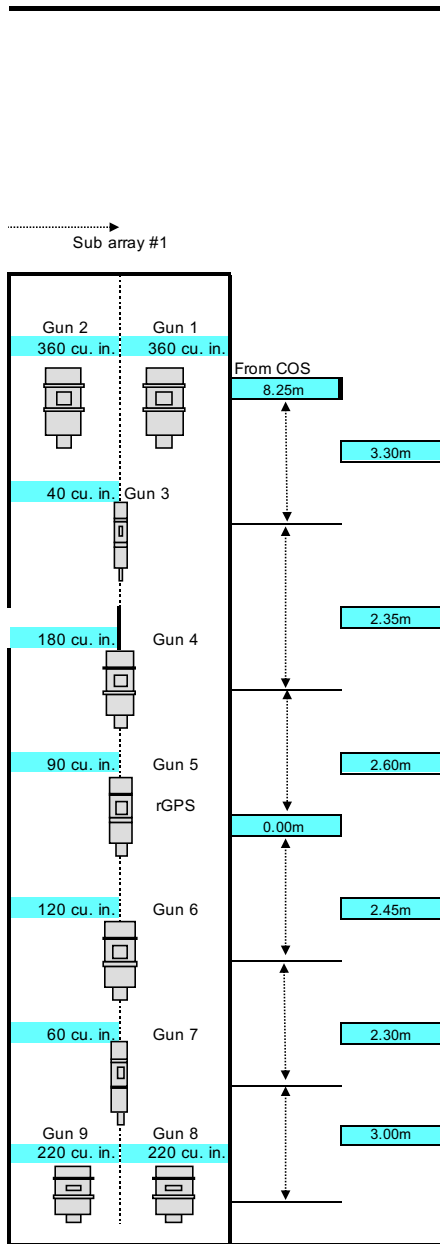 Sub array #1
Gun 2 Gun 1
360 cu. in. 360 cu. in.
From COS
8.25m
3.30m
40 cu. in. Gun 3
2.35m
180 cu. in. Gun 4
90 cu. in. Gun 5
2.60m
rGPS
0.00m
120 cu. in. Gun 6
2.45m
60 cu. in. Gun 7
2.30m
Gun 9 Gun 8
3.00m
220 cu. in. 220 cu. in.